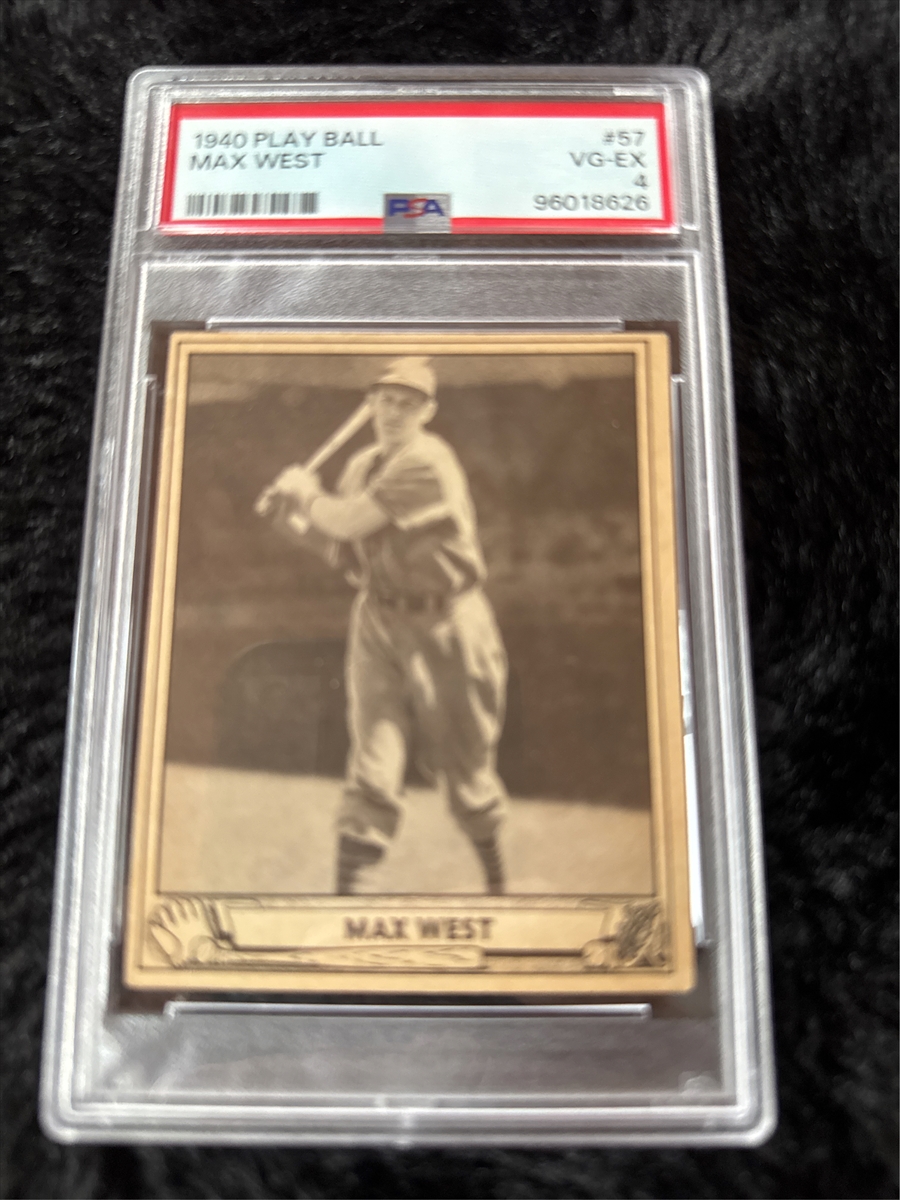 1940 PLAY BALL #57
MAX WEST VG-EX
4
PSA 96018626
MAX WEST